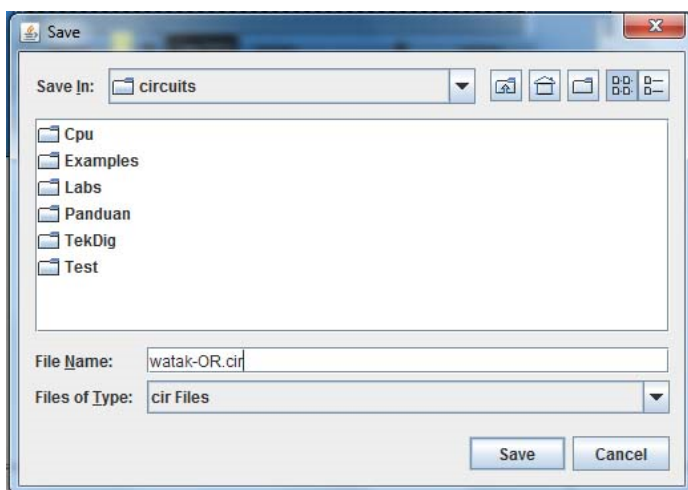 Save
Save In: circuits
Cpu
Examples
Labs
Panduan
TekDig
Test
File Name: watak-OR.cir
Files of Type: cir Files
Save Cancel